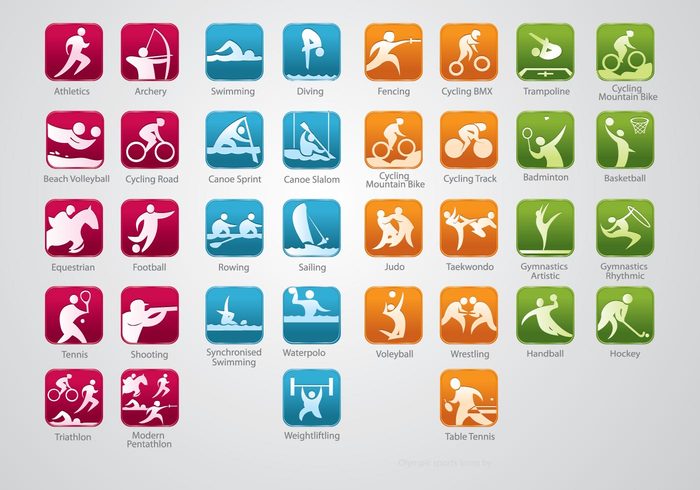 Athletics
Archery
Swimming
Diving
Fencing
Cycling BMX
Trampoline
Cycling
Mountain Bike
Beach Volleyball
Cycling Road
Canoe Sprint
Canoe Slalom
Cycling
Mountain Bike
Cycling Track
Badminton
Basketball
Equestrian
Football
Rowing
Sailing
Judo
Taekwondo
Gymnastics
Artistic
Gymnastics
Rhythmic
Tennis
Shooting
Synchronised
Swimming
Waterpolo
Voleyball
Wrestling
Handball
Hockey
Triathlon
Modern
Pentathlon
Weightliftling
Table Tennis
Olympic sports icons by